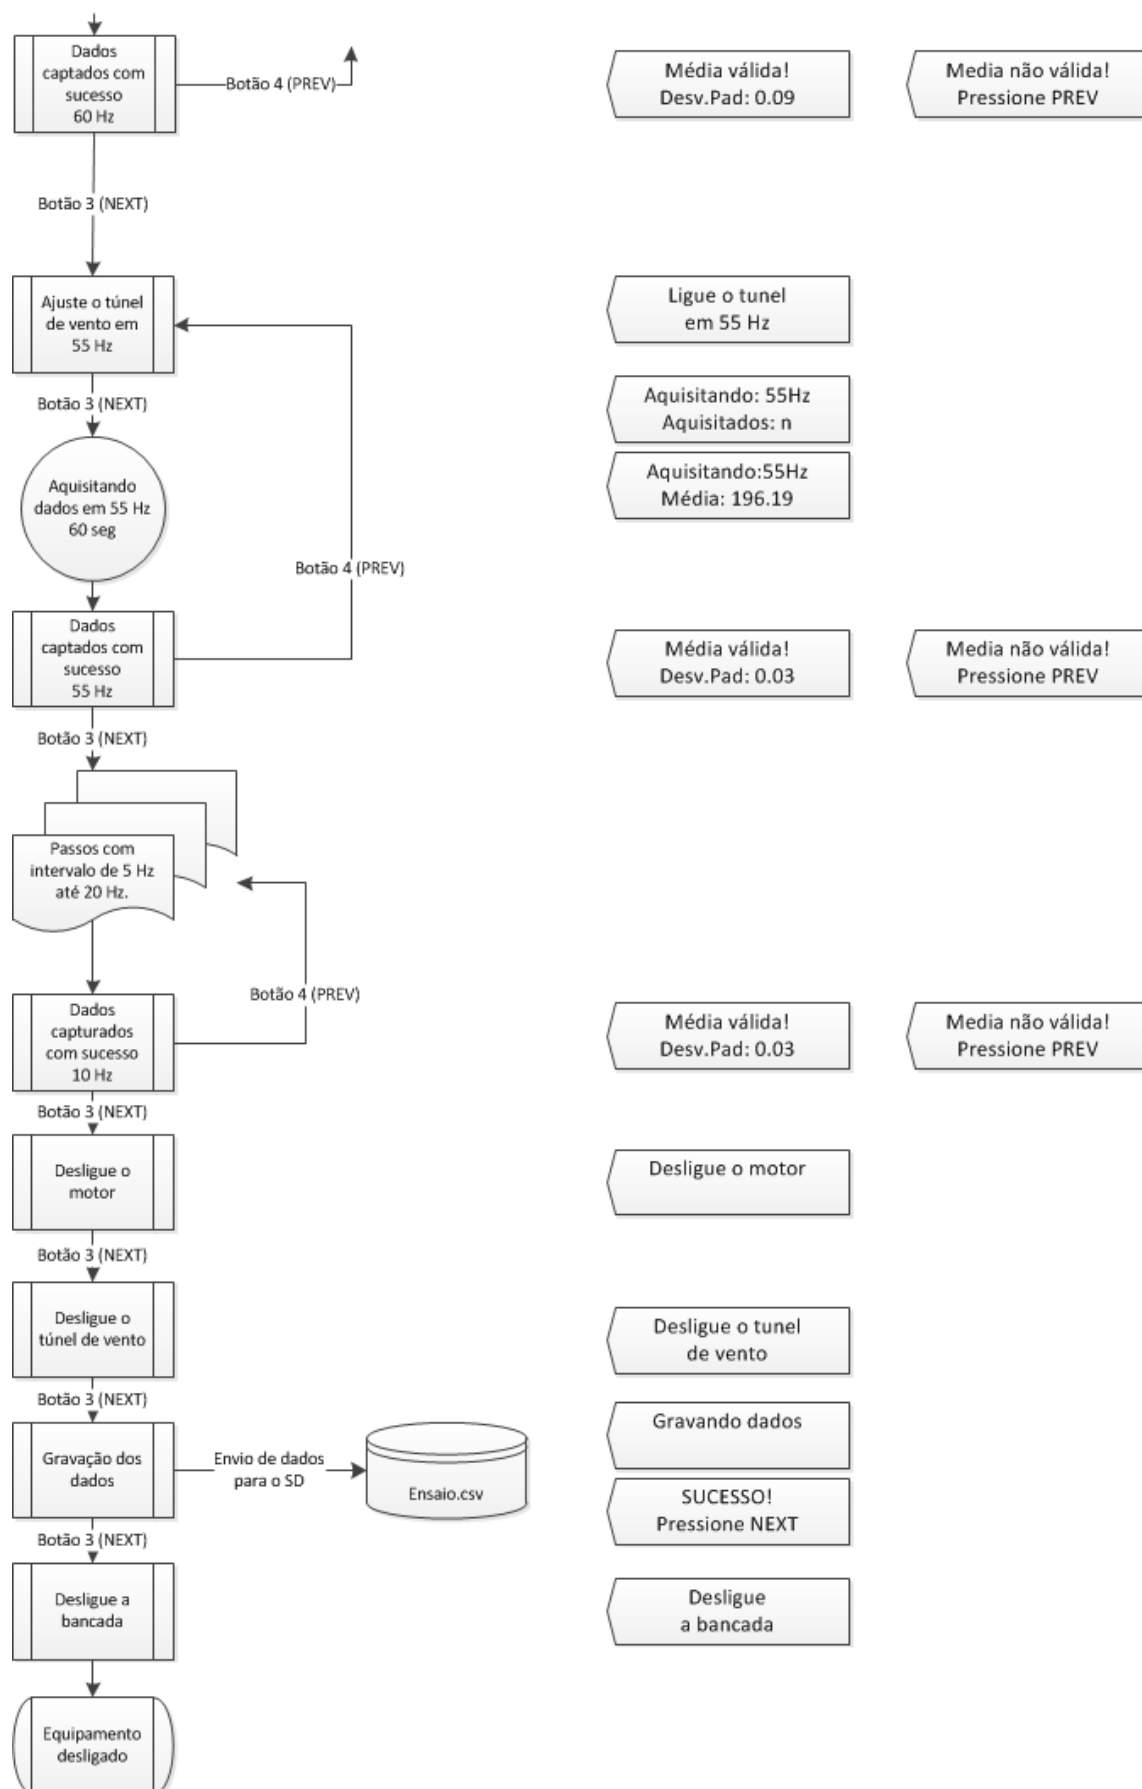 Dados
captados com
sucesso
60 Hz
Botão 4 (PREV)
Média válida!
Desv.Pad: 0.09
Media não válida!
Pressione PREV
Botão 3 (NEXT)
Ajuste o túnel
de vento em
55 Hz
Ligue o tunel
em 55 Hz
Botão 3 (NEXT)
Aquisitando: 55Hz
Aquisitados: n
Aquisitando
dados em 55 Hz
60 seg
Aquisitando:55Hz
Média: 196.19
Botão 4 (PREV)
Dados
captados com
sucesso
55 Hz
Média válida!
Desv.Pad: 0.03
Media não válida!
Pressione PREV
Botão 3 (NEXT)
Passos com
intervalo de 5 Hz
até 20 Hz.
Botão 4 (PREV)
Dados
capturados
com sucesso
10 Hz
Média válida!
Desv.Pad: 0.03
Media não válida!
Pressione PREV
Botão 3 (NEXT)
Desligue o
motor
Desligue o motor
Botão 3 (NEXT)
Desligue o
túnel de vento
Desligue o tunel
de vento
Botão 3 (NEXT)
Gravação dos
dados
Envio de dados
para o SD
Ensaio.csv
Gravando dados
SUCESSO!
Pressione NEXT
Botão 3 (NEXT)
Desligue a
bancada
Desligue
a bancada
Equipamento
desligado